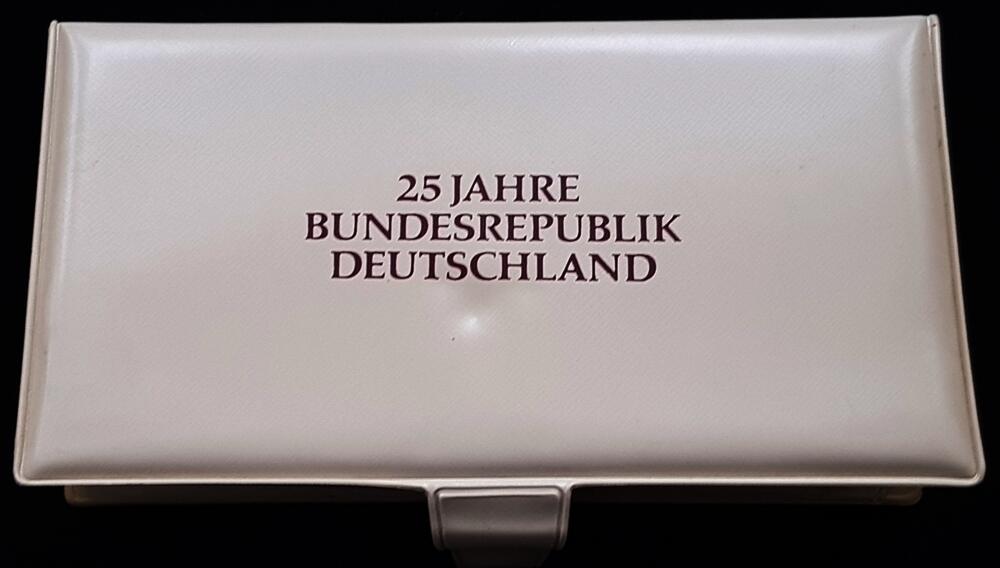 25 JAHRE
BUNDESREPUBLIK
DEUTSCHLAND